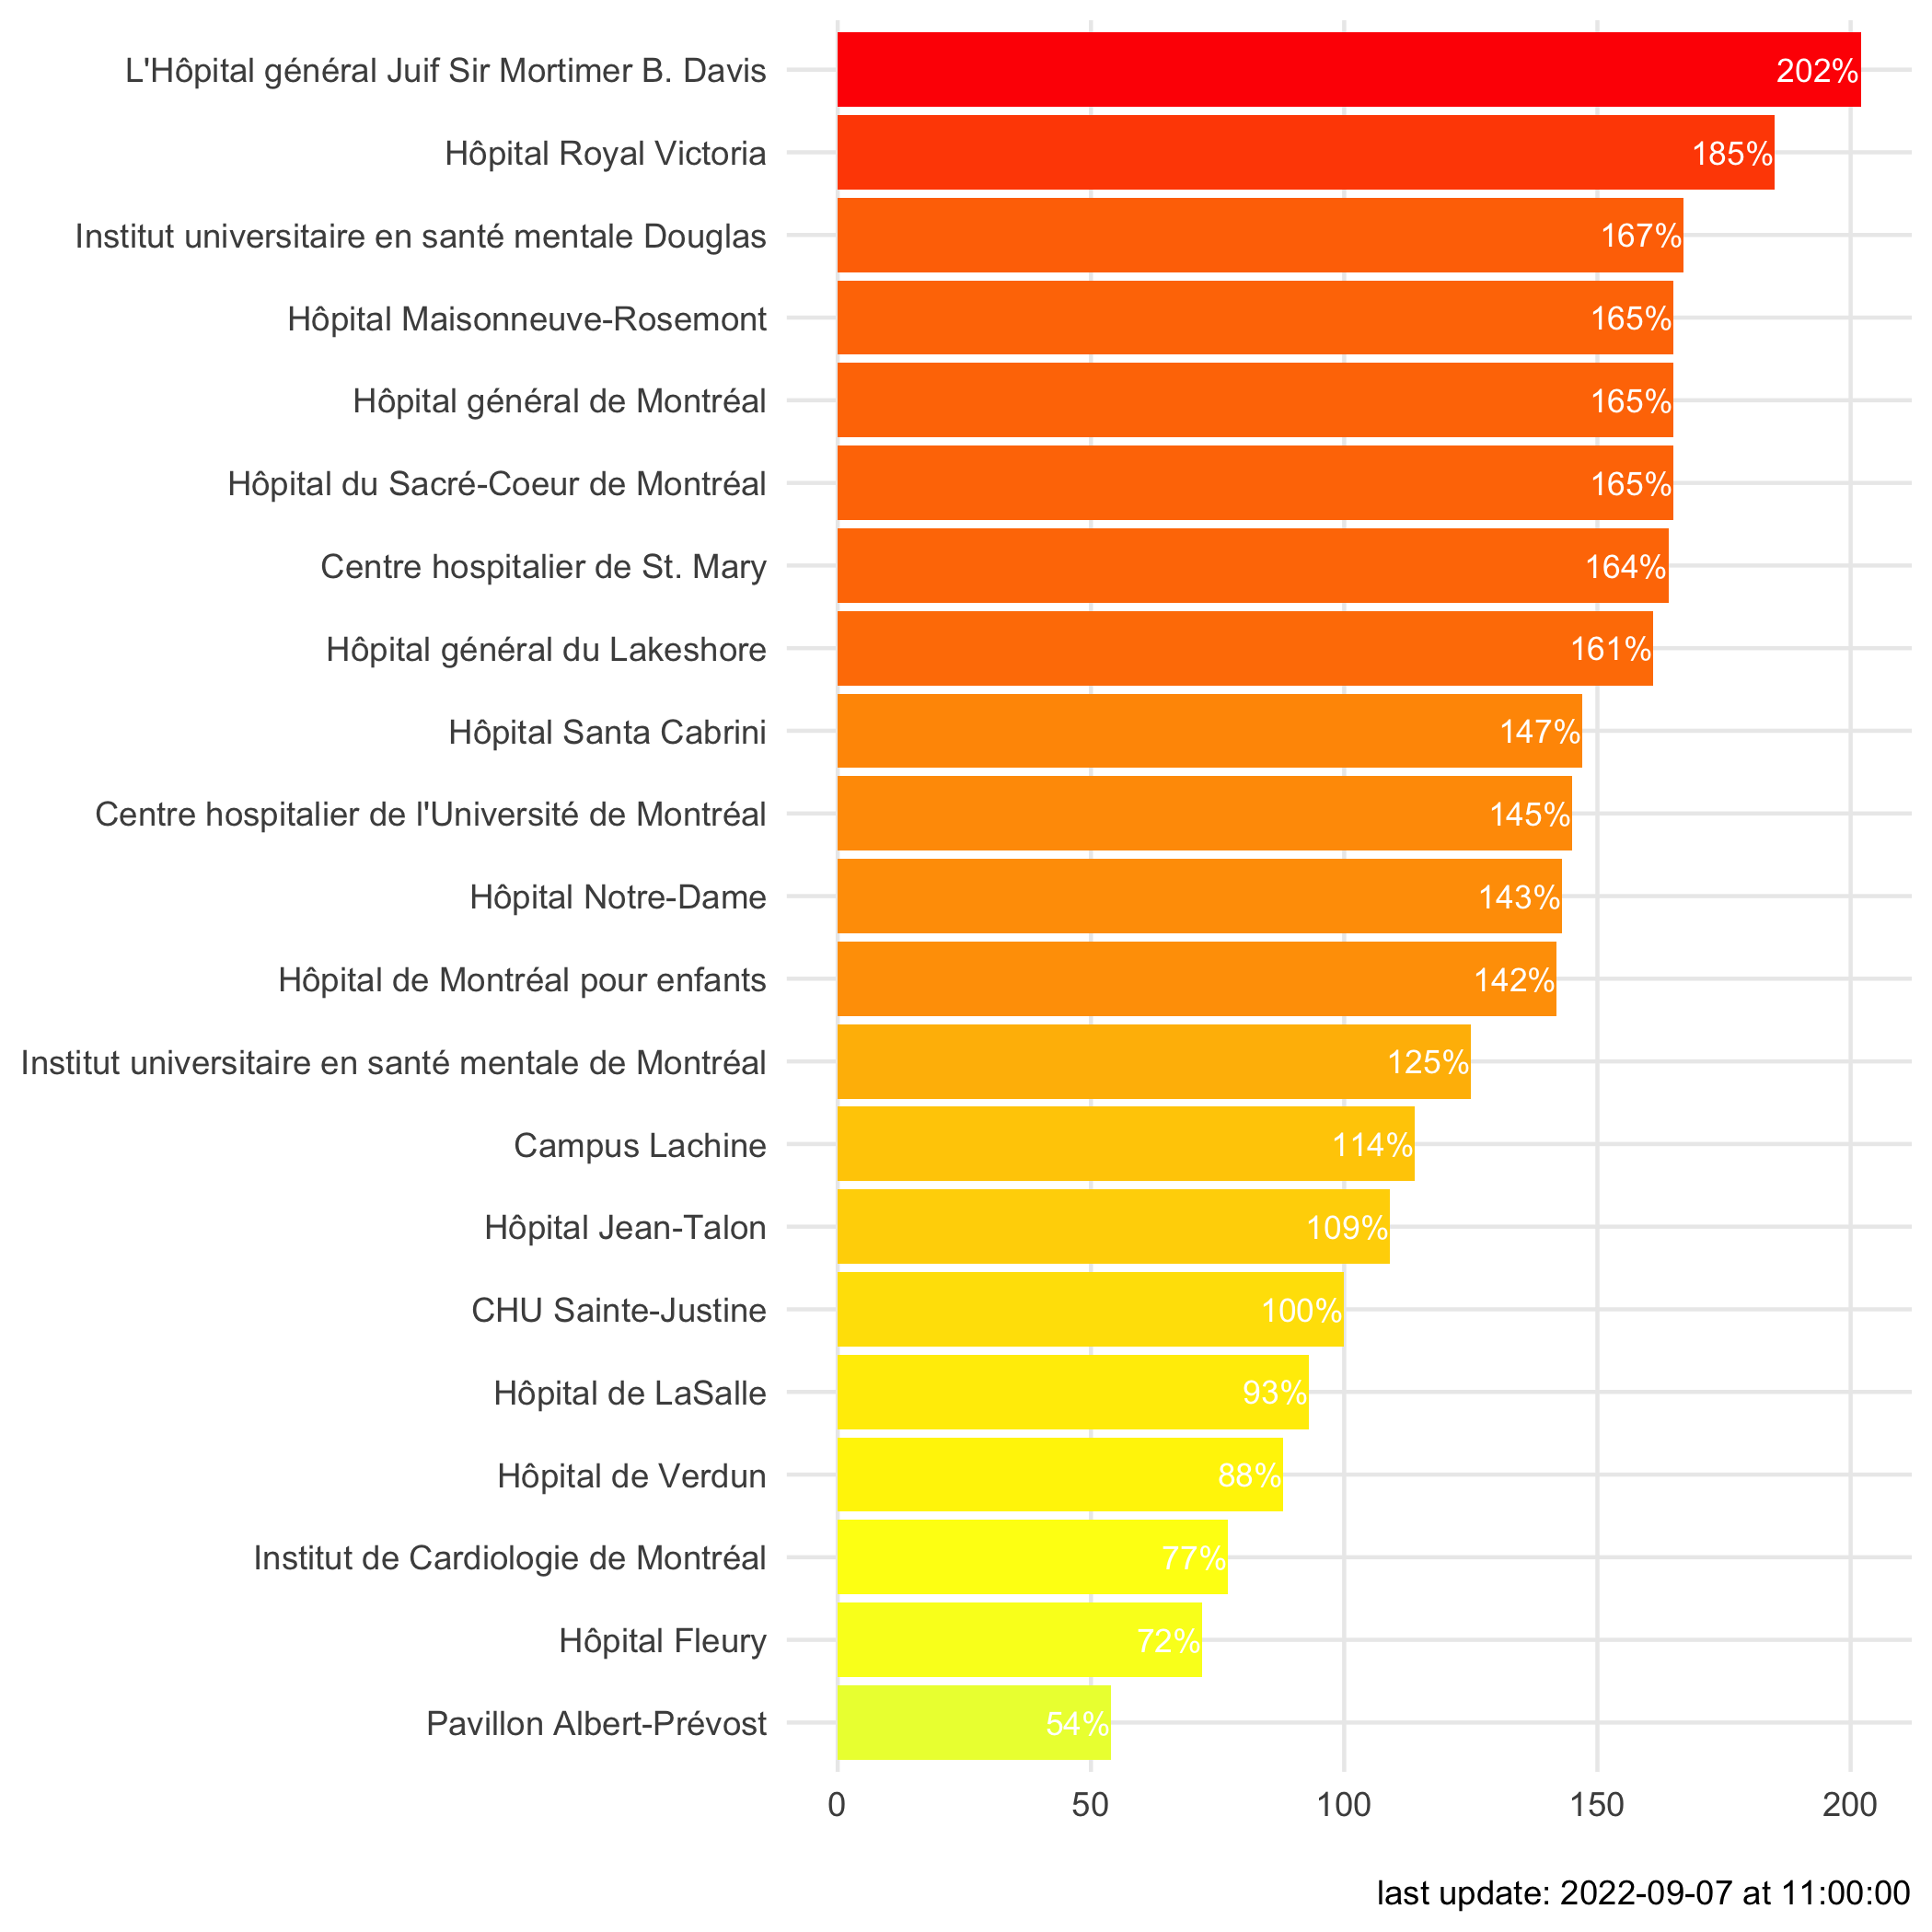 L'Hôpital général Juif Sir Mortimer B. Davis 202%
Hôpital Royal Victoria 185%
Institut universitaire en santé mentale Douglas 167%
Hôpital Maisonneuve-Rosemont 165%
Hôpital général de Montréal 165%
Hôpital du Sacré-Coeur de Montréal 165%
Centre hospitalier de St. Mary 164%
Hôpital général du Lakeshore 161%
Hôpital Santa Cabrini 147%
Centre hospitalier de l'Université de Montréal 145%
Hôpital Notre-Dame 143%
Hôpital de Montréal pour enfants 142%
Institut universitaire en santé mentale de Montréal 125%
Campus Lachine 114%
Hôpital Jean-Talon 109%
CHU Sainte-Justine 100%
Hôpital de LaSalle 93%
Hôpital de Verdun 88%
Institut de Cardiologie de Montréal 77%
Hôpital Fleury 72%
Pavillon Albert-Prévost 54%
0 50 100 150 200
last update: 2022-09-07 at 11:00:00